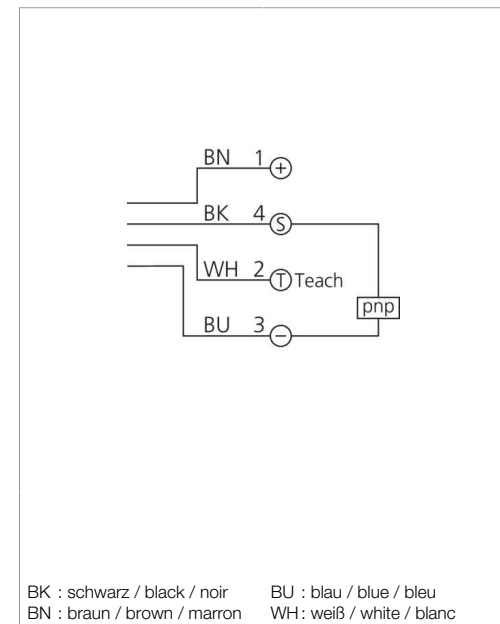 BN 1 +
BK 4 S
WH 2 T Teach
pnp
BU 3 −
BK : schwarz / black / noir BU : blau / blue / bleu
BN : braun / brown / marron WH : weiß / white / blanc